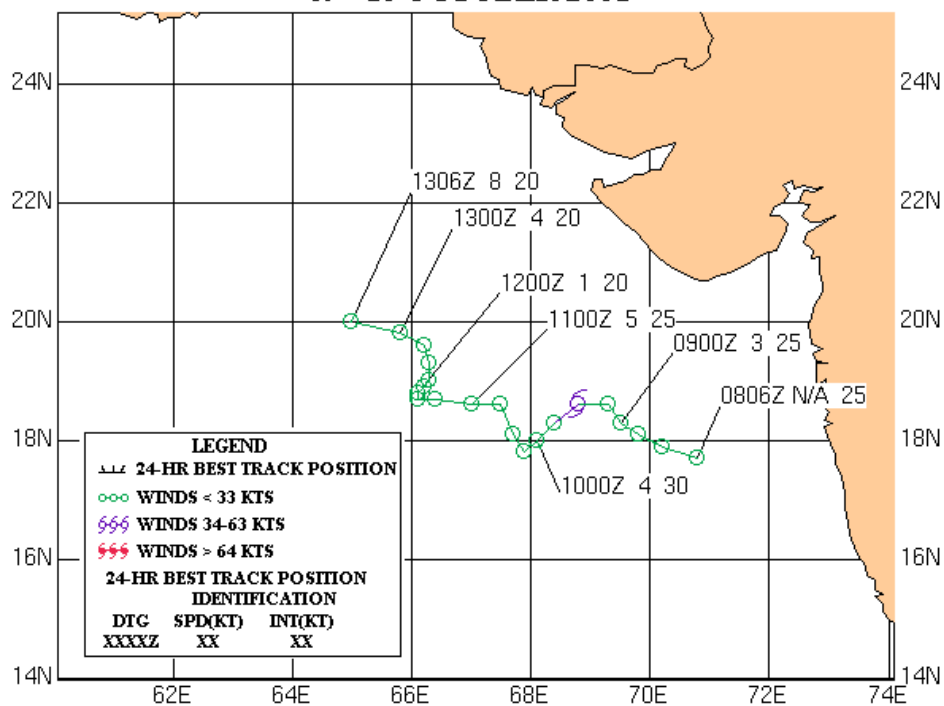 24N
24N
1306Z 8 20
22N
22N
1300Z 4 20
1200Z 1 20
20N
1100Z 5 25
20N
0900Z 3 25
0806Z N/A 25
18N
18N
LEGEND
24-HR BEST TRACK POSITION
1000Z 4 30
WINDS < 33 KTS
WINDS 34-63 KTS
WINDS > 64 KTS
16N
16N
24-HR BEST TRACK POSITION
IDENTIFICATION
DTG SPD(KT) INT(KT)
XXXXZ XX XX
14N
14N
62E 64E 66E 68E 70E 72E 74E